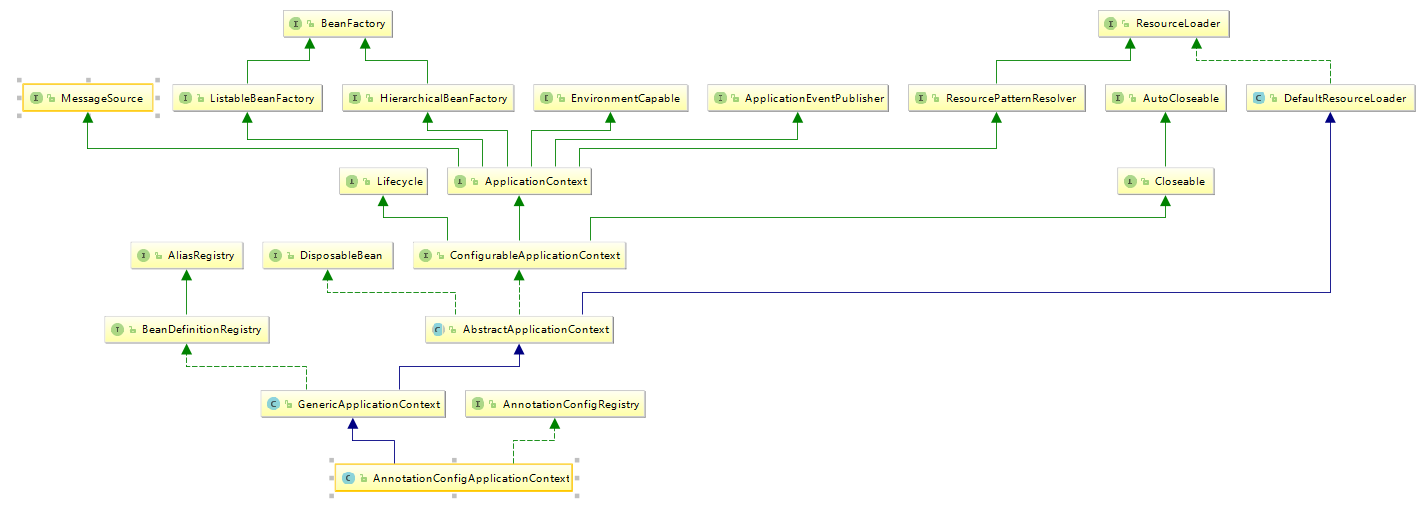 BeanFactory
ResourceLoader
MessageSource
ListableBeanFactory
HierarchicalBeanFactory
EnvironmentCapable
ApplicationEventPublisher
ResourcePatternResolver
AutoCloseable
DefaultResourceLoader
Lifecycle
ApplicationContext
Closeable
AliasRegistry
DisposableBean
ConfigurableApplicationContext
BeanDefinitionRegistry
AbstractApplicationContext
GenericApplicationContext
AnnotationConfigRegistry
AnnotationConfigApplicationContext